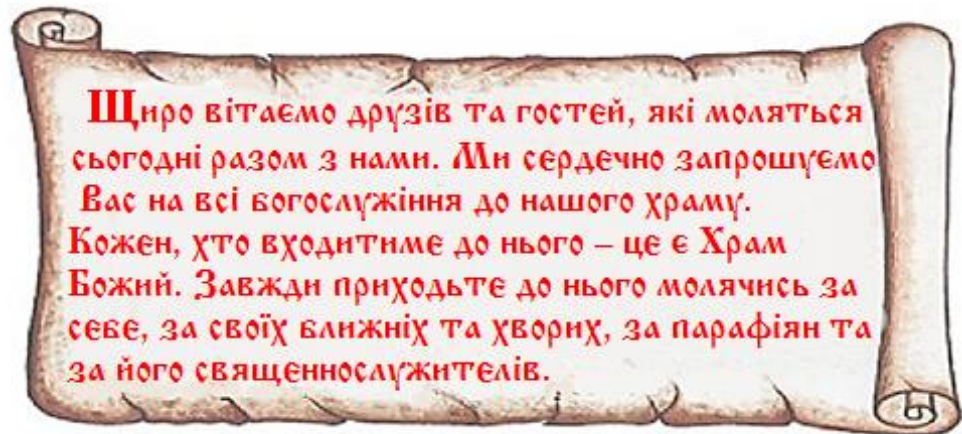 Щиро вітаємо друзів та гостей, які моляться
сьогодні разом з нами. Ми сердечно запрошуємо
Вас на всі богослужіння до нашого храму.
Кожен, хто входитиме до нього – це є Храм
Божий. Завжди приходьте до нього молячись за
себе, за своїх ближніх та хворих, за парафіян та
за його священнослужителів.